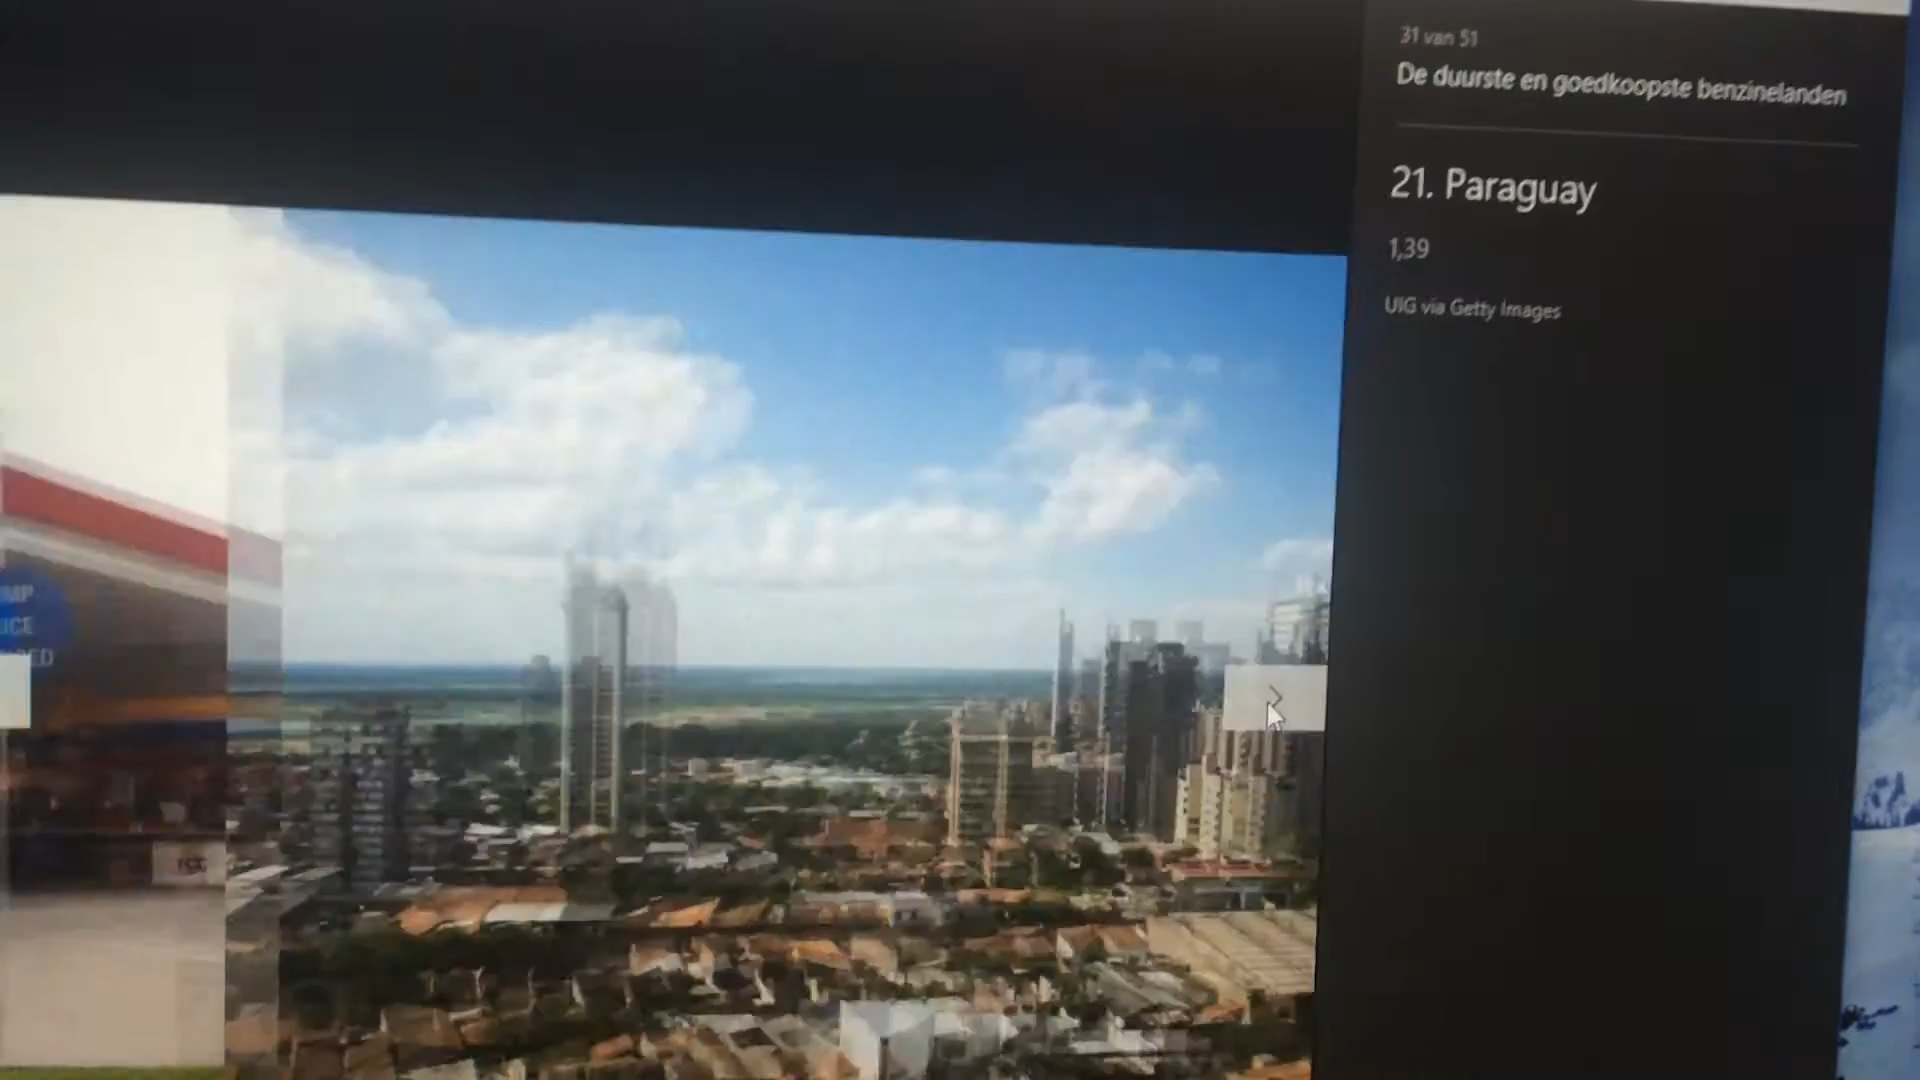 31 van 51
De duurste en goedkoopste benzinelanden
21. Paraguay
1,39
UIG via Getty Images